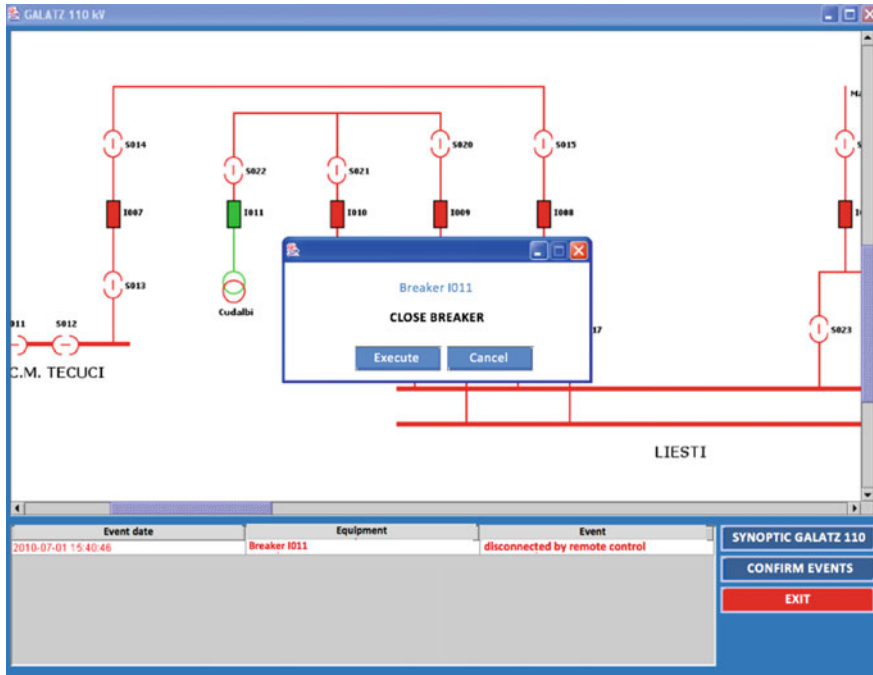 GALATZ 110 kV
S014
S022
S021
S020
S015
I007
I011
I010
I009
I008
S013
Cudalbi
Breaker I011
CLOSE BREAKER
Execute
Cancel
S012
S023
C.M. TECUCI
LIESTI
Event date
Equipment
Event
2010-07-01 15:40:46
Breaker I011
disconnected by remote control
SYNOPTIC GALATZ 110
CONFIRM EVENTS
EXIT